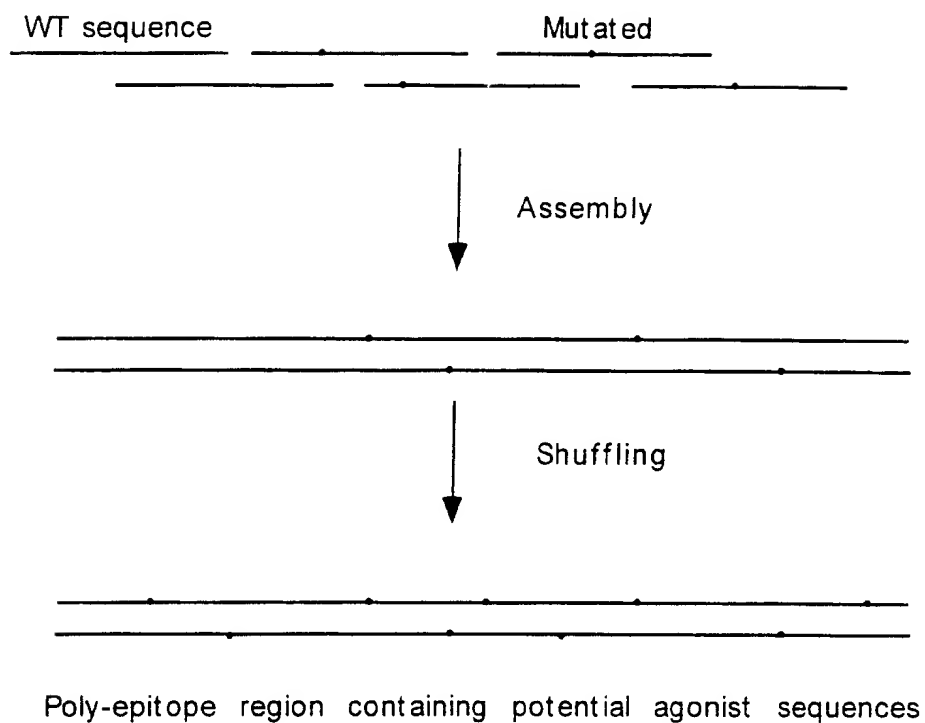 WT sequence
Mutated
Assembly
Shuffling
Poly-epitope region containing potential agonist sequences